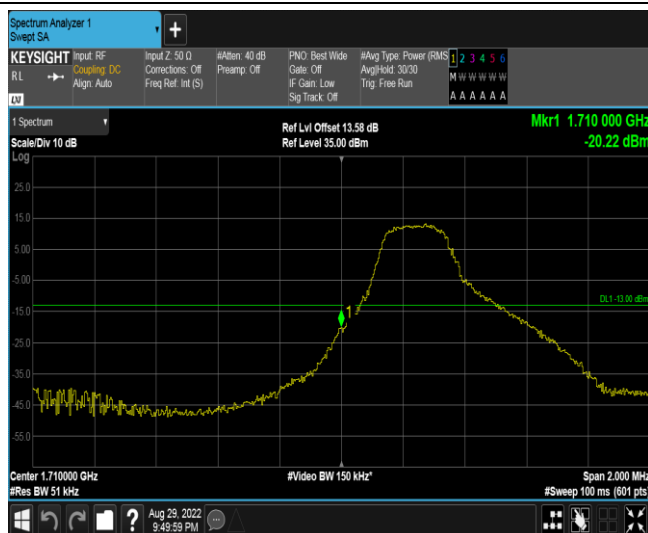 Spectrum Analyzer 1
Swept SA
+
KEYSIGHT
RL
Input: RF
Coupling: DC
Align: Auto
Input Z: 50 Ω
Corrections: Off
Freq Ref: Int (S)
#Atten: 40 dB
Preamp: Off
PNO: Best Wide
Gate: Off
IF Gain: Low
Sig Track: Off
#Avg Type: Power (RMS
Avg|Hold: 30/30
Trig: Free Run
1 2 3 4 5 6
M W W W W W
A A A A A A
LXI
1 Spectrum
Scale/Div 10 dB
Log
Ref Lvl Offset 13.58 dB
Ref Level 35.00 dBm
Mkr1 1.710 000 GHz
-20.22 dBm
25.0
15.0
5.00
-5.00
-15.0
-25.0
-35.0
-45.0
-55.0
1
DL1 -13.00 dBm
Center 1.710000 GHz
#Res BW 51 kHz
#Video BW 150 kHz*
Span 2.000 MHz
#Sweep 100 ms (601 pts)
?
Aug 29, 2022
9:49:59 PM